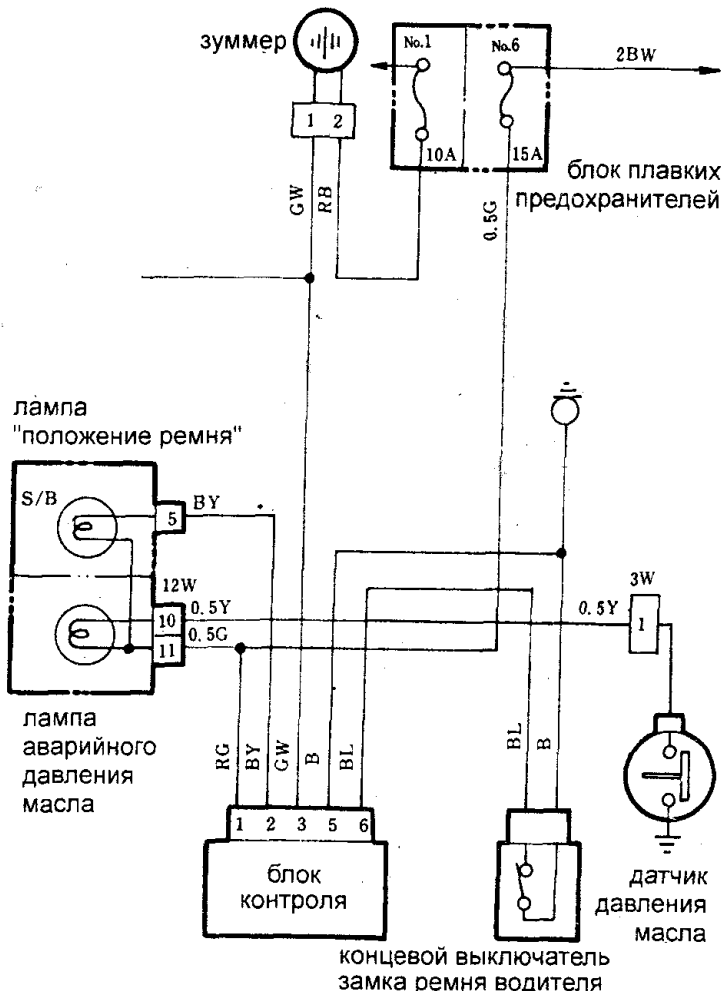 зуммер
No.1
No.6
2BW
1 2
10A
15A
блок плавких
предохранителей
GW
RB
0.5G
лампа
"положение ремня"
S/B
5
BY
12W
10
0.5Y
11
0.5G
0.5Y
3W
1
лампа
аварийного
давления
масла
RG
BY
GW
B
BL
BL
B
1 2 3 5 6
блок
контроля
датчик
давления
масла
концевой выключатель
замка ремня водителя